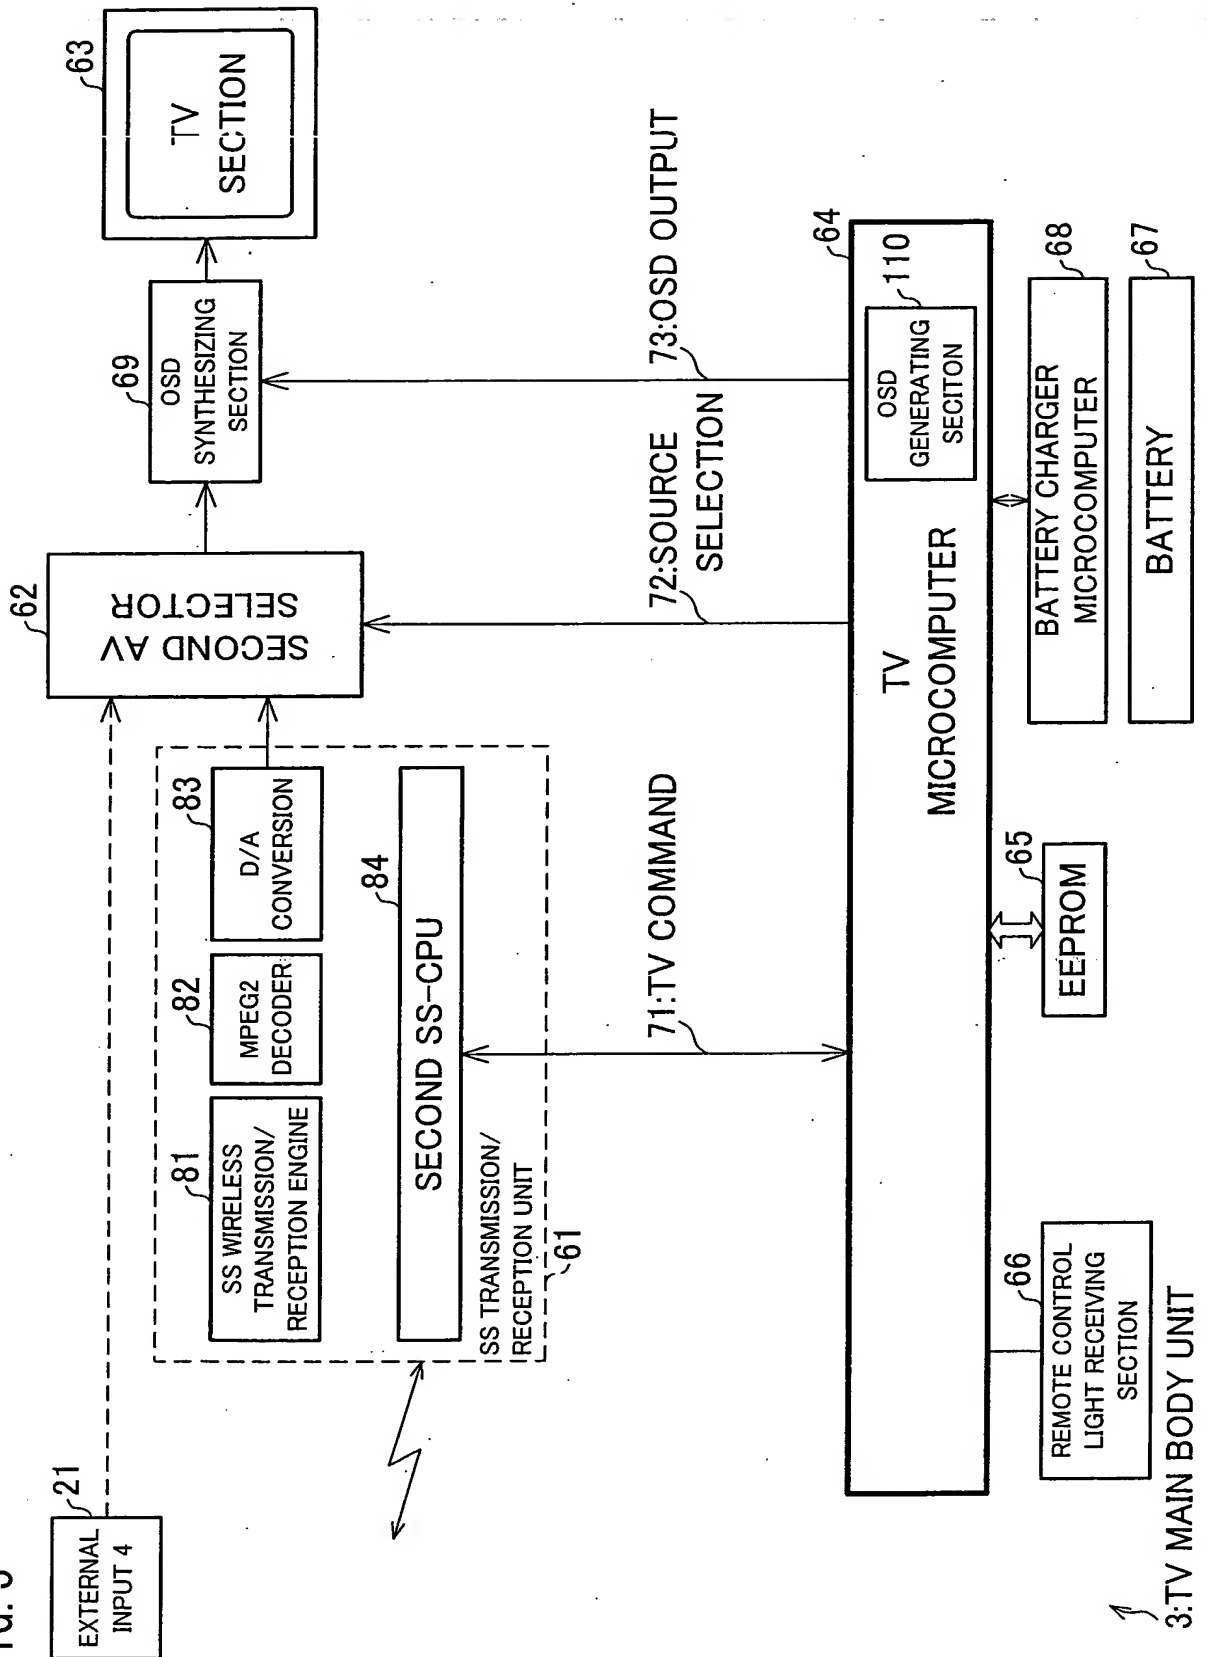 EXTERNAL
INPUT 4
21
SS WIRELESS
TRANSMISSION/
RECEPTION ENGINE
81
MPEG2
DECODER
82
D/A
CONVERSION
83
SECOND SS-CPU
84
SS TRANSMISSION/
RECEPTION UNIT
61
SECOND AV
SELECTOR
62
OSD
SYNTHESIZING
SECTION
69
TV
SECTION
63
71:TV COMMAND
72:SOURCE
SELECTION
73:OSD OUTPUT
TV
MICROCOMPUTER
64
OSD
GENERATING
SECITON
110
REMOTE CONTROL
LIGHT RECEIVING
SECTION
66
EEPROM
65
BATTERY CHARGER
MICROCOMPUTER
68
BATTERY
67
3:TV MAIN BODY UNIT